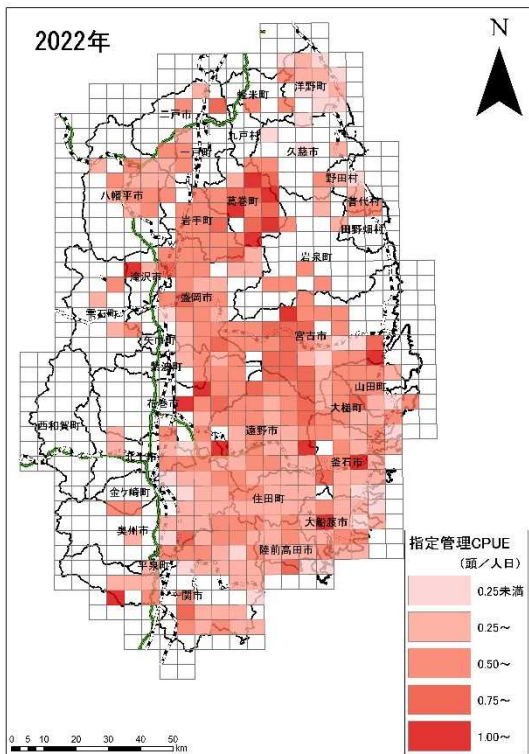 2022年
N
洋野町
軽米町
二戸市
九戸村
一戸町
久慈市
野田村
八幡平市
葛巻町
普代村
岩手町
田野畑村
岩泉町
滝沢市
盛岡市
雫石町
宮古市
矢巾町
紫波町
山田町
花巻市
大槌町
西和賀町
遠野市
北上市
釜石市
金ケ崎町
住田町
奥州市
大船渡市
陸前高田市
平泉町
一関市
指定管理CPUE
(頭/人日)
0.25未満
0.25~
0.50~
0.75~
1.00~
0 5 10 20 30 40 50
km